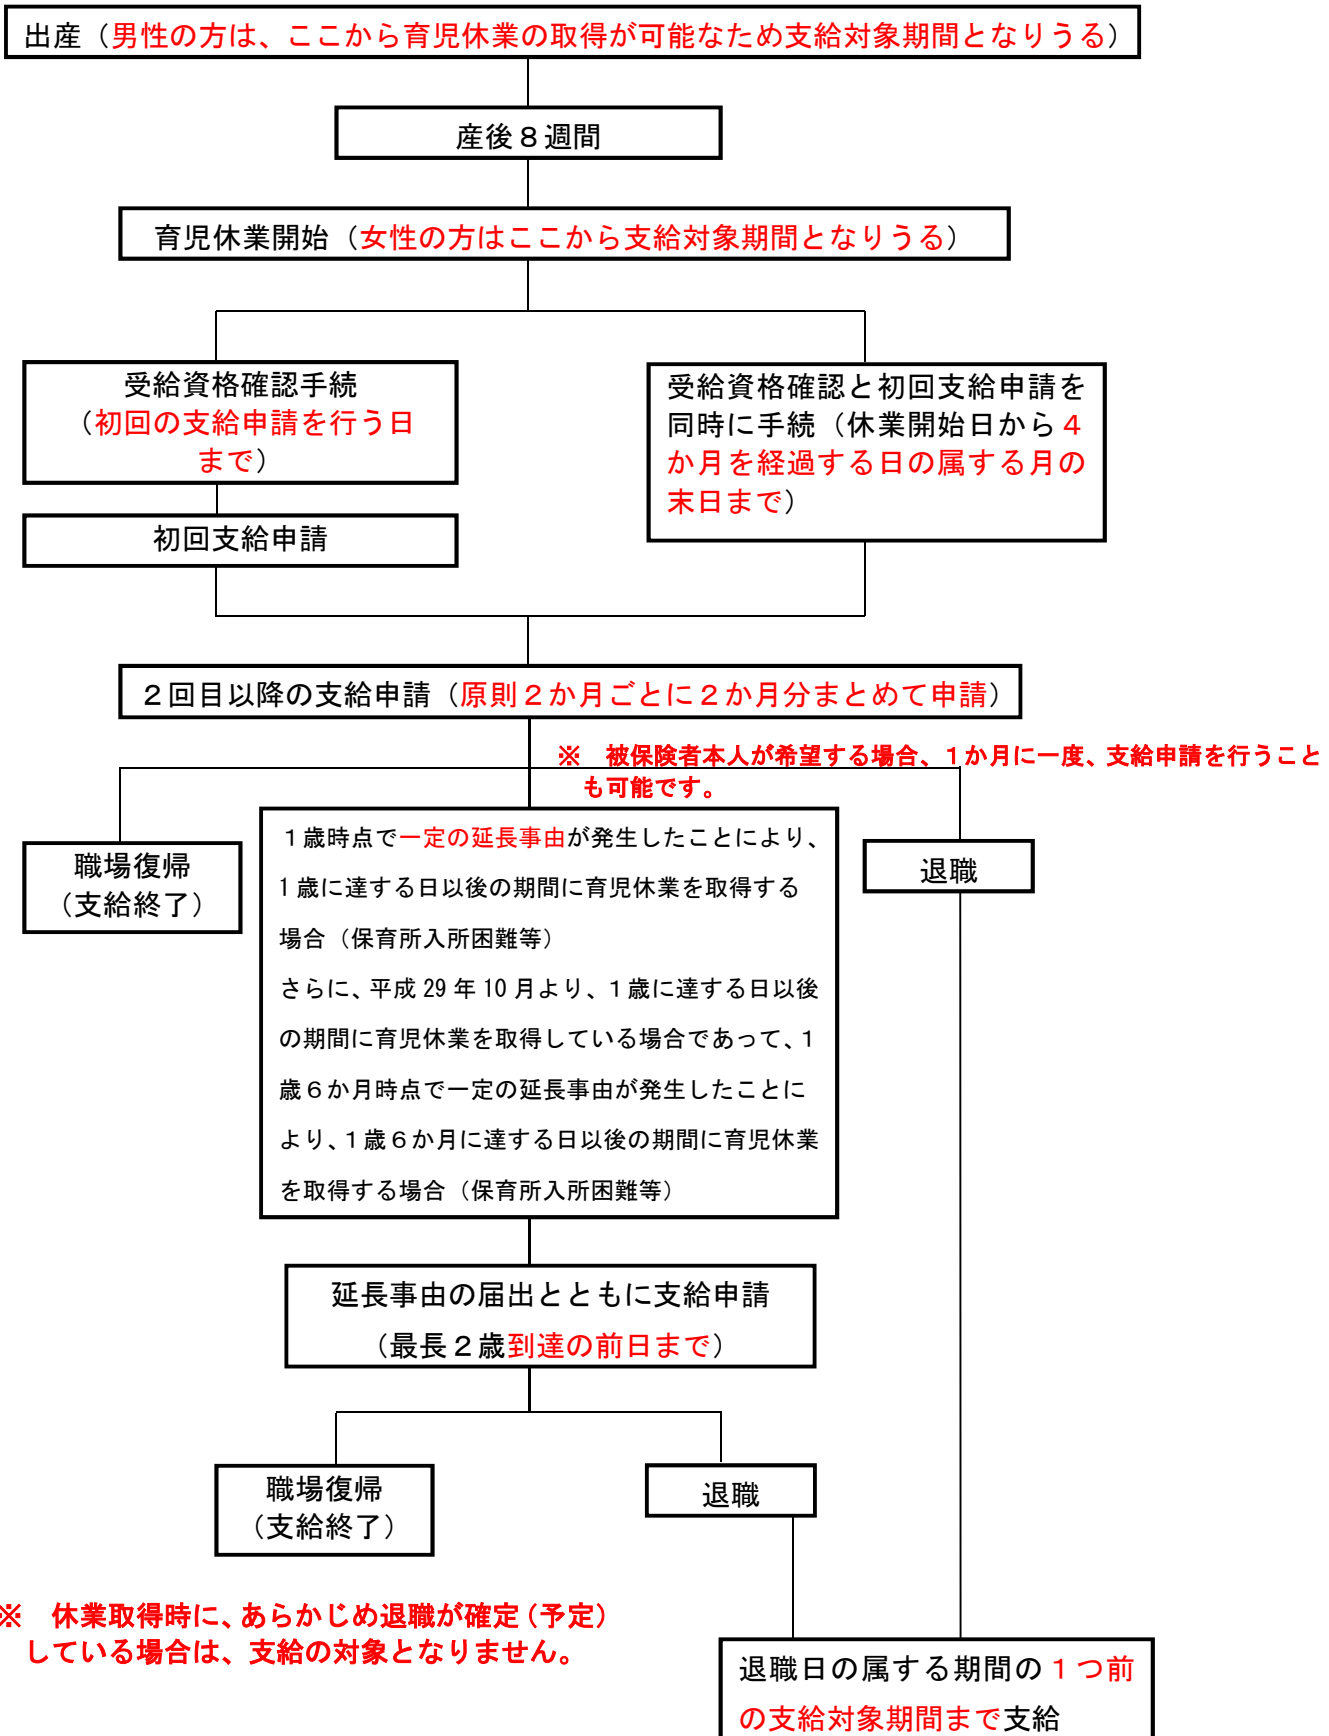 出産（男性の方は、ここから育児休業の取得が可能なため支給対象期間となりうる）
産後８週間
育児休業開始（女性の方はここから支給対象期間となりうる）
受給資格確認手続
（初回の支給申請を行う日
まで）
初回支給申請
受給資格確認と初回支給申請を
同時に手続（休業開始日から４
か月を経過する日の属する月の
末日まで）
２回目以降の支給申請（原則２か月ごとに２か月分まとめて申請）
※　被保険者本人が希望する場合、１か月に一度、支給申請を行うこと
も可能です。
職場復帰
（支給終了）
１歳時点で一定の延長事由が発生したことにより、
1 歳に達する日以後の期間に育児休業を取得する
場合（保育所入所困難等）
さらに、平成 29 年 10 月より、１歳に達する日以後
の期間に育児休業を取得している場合であって、１
歳６か月時点で一定の延長事由が発生したことに
より、１歳６か月に達する日以後の期間に育児休業
を取得する場合（保育所入所困難等）
退職
延長事由の届出とともに支給申請
（最長２歳到達の前日まで）
職場復帰
（支給終了）
退職
※　休業取得時に、あらかじめ退職が確定（予定）
している場合は、支給の対象となりません。
退職日の属する期間の１つ前
の支給対象期間まで支給